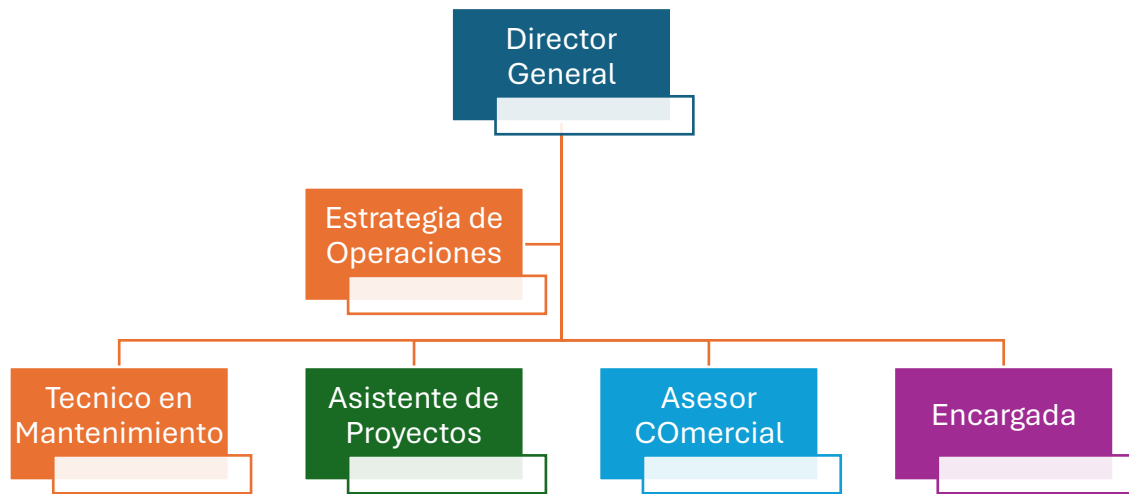 Director
General
Estrategia de
Operaciones
Tecnico en
Mantenimiento
Asistente de
Proyectos
Asesor
COmercial
Encargada